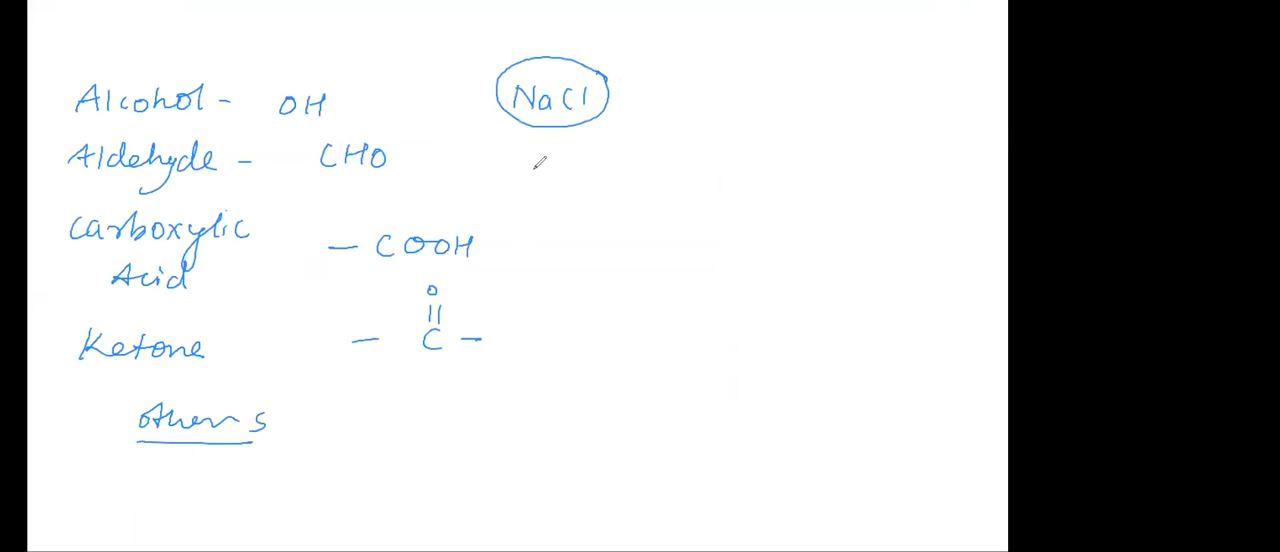 Alcohol - OH
NaCl
Aldehyde - CHO
Carboxylic
Acid
- COOH
O
||
Ketone - C -
others